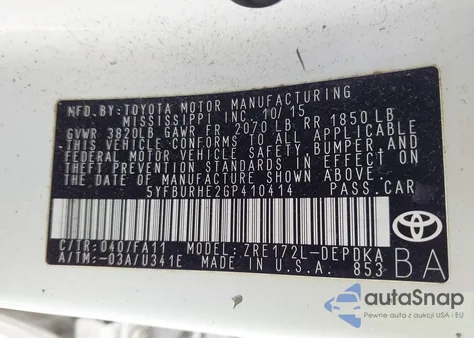 MFD. BY: TOYOTA MOTOR MANUFACTURING
MISSISSIPPI INC. 10/15
GVWR 3820LB GAWR FR 2070 LB RR 1850 LB
THIS VEHICLE CONFORMS TO ALL APPLICABLE
FEDERAL MOTOR VEHICLE SAFETY, BUMPER, AND
THEFT PREVENTION STANDARDS IN EFFECT ON
THE DATE OF MANUFACTURE SHOWN ABOVE.
5YFBURHE2GP410414 PASS. CAR
C/TR: 040/FA11 MODEL: ZRE172L-DEPDKA
A/TM: -03A/U341E MADE IN U.S.A. 853
BA
TOYOTA
autoSnap
Pewne auto z aukcji USA i EU